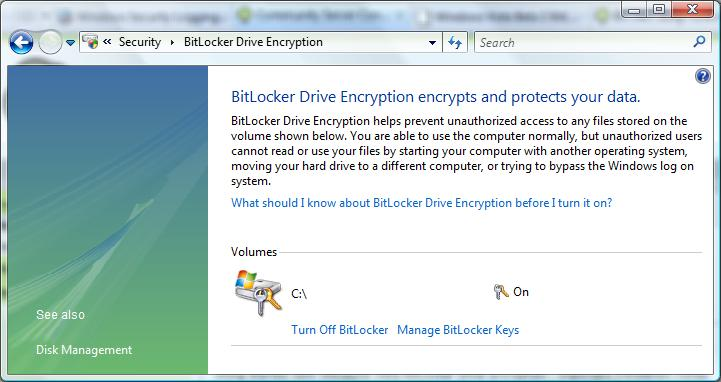 « Security ▸ BitLocker Drive Encryption
Search
BitLocker Drive Encryption encrypts and protects your data.
BitLocker Drive Encryption helps prevent unauthorized access to any files stored on the
volume shown below. You are able to use the computer normally, but unauthorized users
cannot read or use your files by starting your computer with another operating system,
moving your hard drive to a different computer, or trying to bypass the Windows log on
system.
What should I know about BitLocker Drive Encryption before I turn it on?
Volumes
C:\ On
Turn Off BitLocker Manage BitLocker Keys
See also
Disk Management